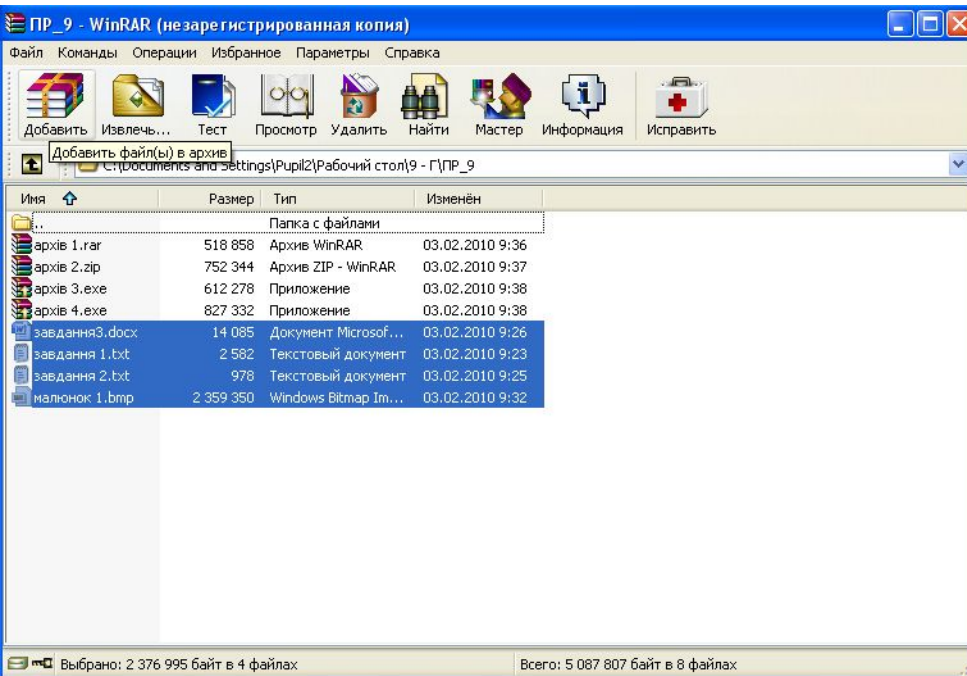 ПР_9 - WinRAR (незарегистрированная копия)
Файл Команды Операции Избранное Параметры Справка
Добавить Извлечь... Тест Просмотр Удалить Найти Мастер Информация Исправить
Добавить файл(ы) в архив
C:\Documents and Settings\Pupil2\Рабочий стол\9 - Г\ПР_9
Имя Размер Тип Изменён
.. Папка с файлами
архів 1.rar 518 858 Архив WinRAR 03.02.2010 9:36
архів 2.zip 752 344 Архив ZIP - WinRAR 03.02.2010 9:37
архів 3.exe 612 278 Приложение 03.02.2010 9:38
архів 4.exe 827 332 Приложение 03.02.2010 9:38
завдання3.docx 14 085 Документ Microsof... 03.02.2010 9:26
завдання 1.txt 2 582 Текстовый документ 03.02.2010 9:23
завдання 2.txt 978 Текстовый документ 03.02.2010 9:25
малюнок 1.bmp 2 359 350 Windows Bitmap Im... 03.02.2010 9:32
Выбрано: 2 376 995 байт в 4 файлах Всего: 5 087 807 байт в 8 файлах